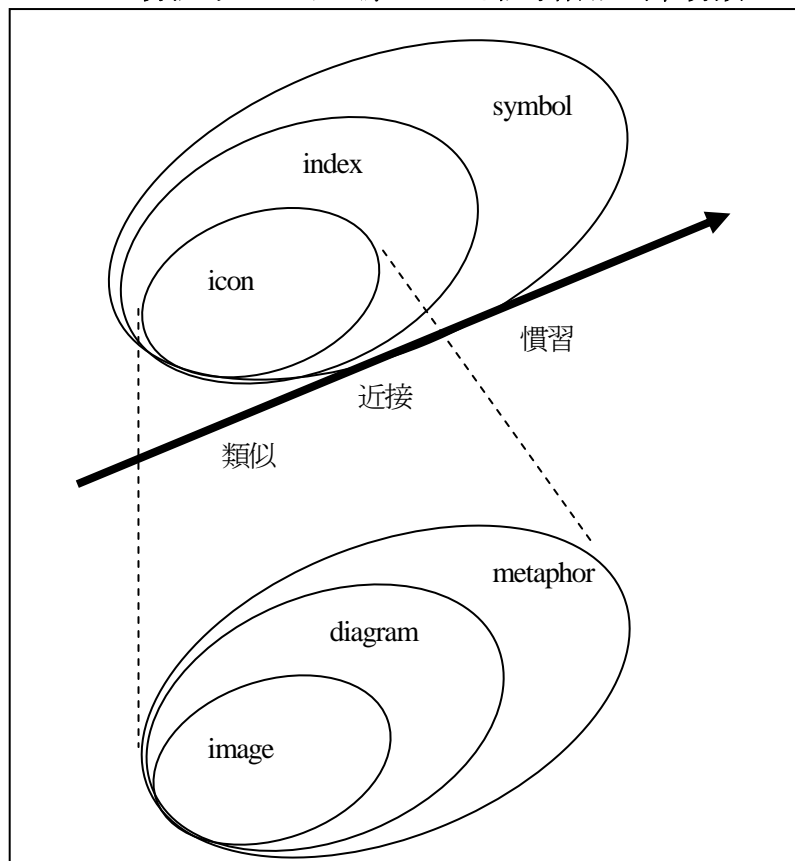 symbol
index
icon
慣習
近接
類似
metaphor
diagram
image